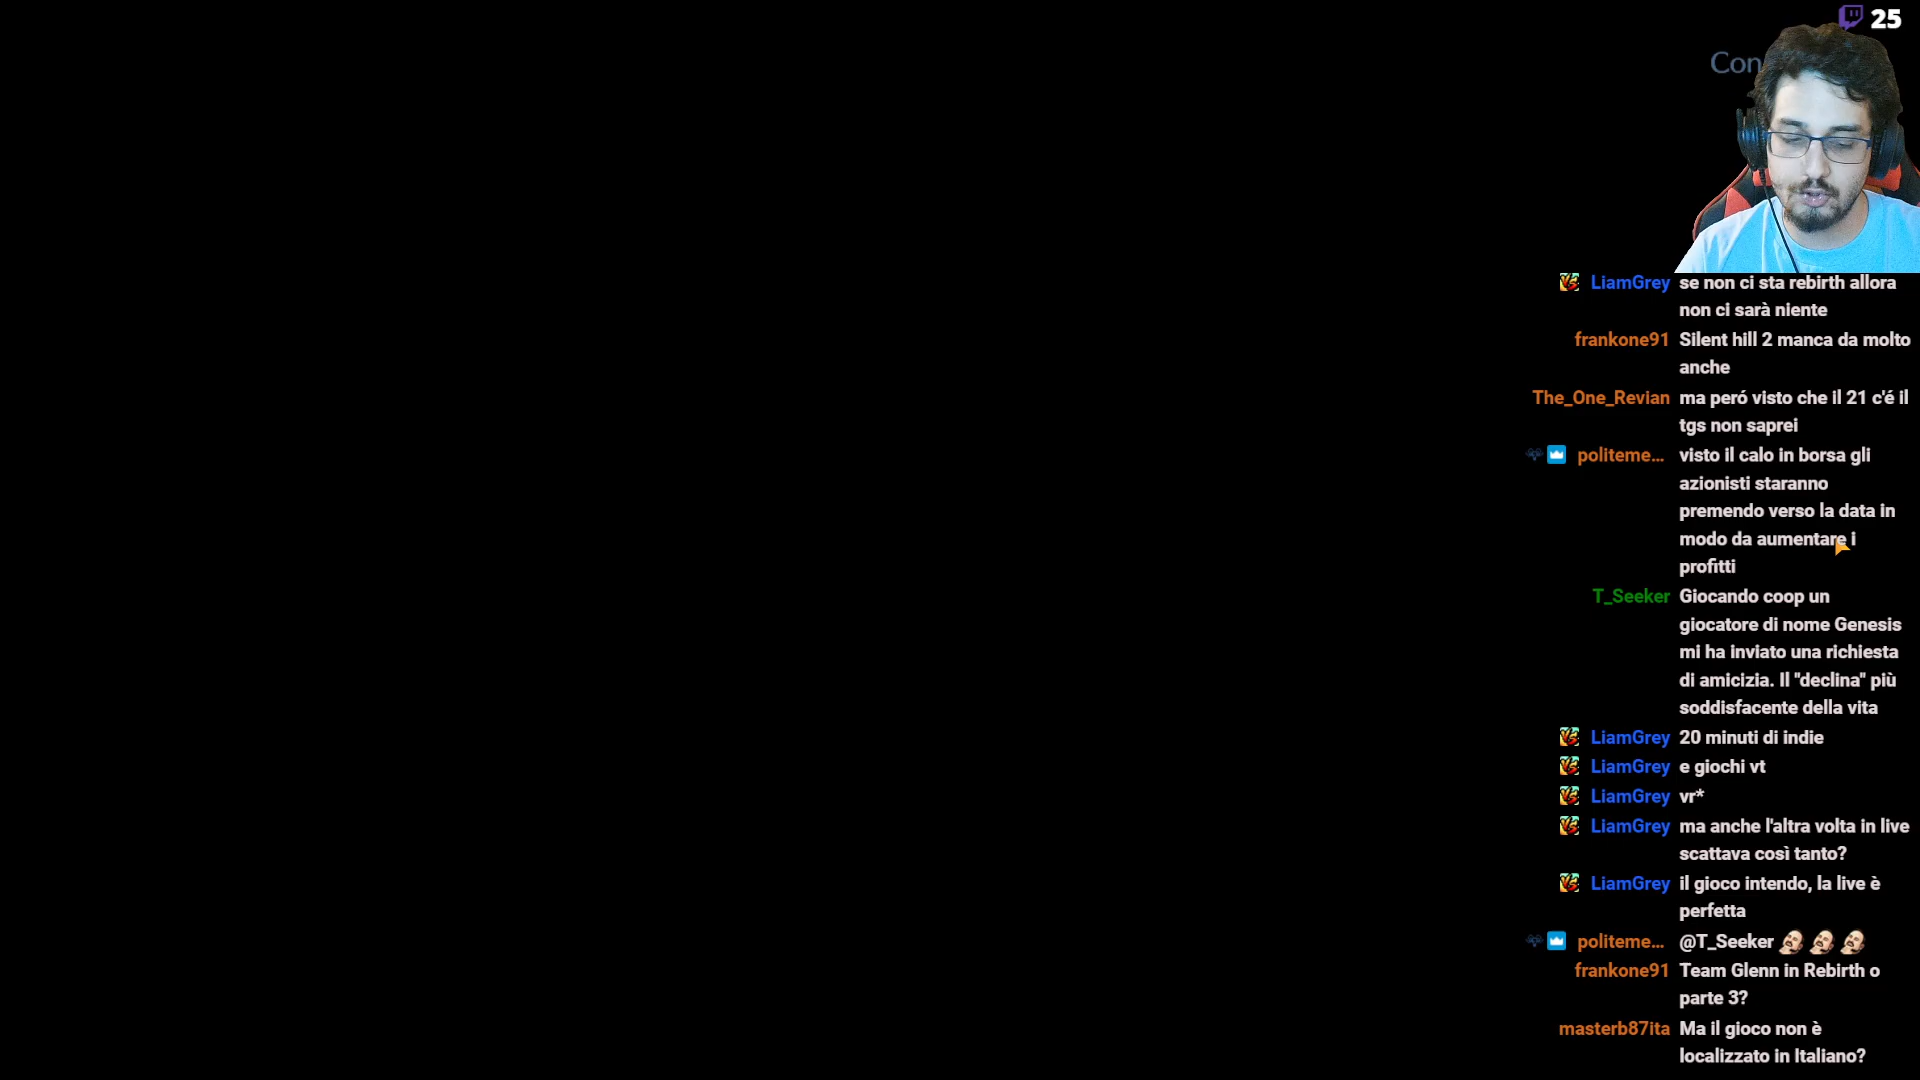 25
Con
LiamGrey se non ci sta rebirth allora
non ci sarà niente
frankone91 Silent hill 2 manca da molto
anche
The_One_Revian ma peró visto che il 21 c'é il
tgs non saprei
politeme... visto il calo in borsa gli
azionisti staranno
premendo verso la data in
modo da aumentare i
profitti
T_Seeker Giocando coop un
giocatore di nome Genesis
mi ha inviato una richiesta
di amicizia. Il "declina" più
soddisfacente della vita
LiamGrey 20 minuti di indie
LiamGrey e giochi vt
LiamGrey vr*
LiamGrey ma anche l'altra volta in live
scattava così tanto?
LiamGrey il gioco intendo, la live è
perfetta
politeme... @T_Seeker
frankone91 Team Glenn in Rebirth o
parte 3?
masterb87ita Ma il gioco non è
localizzato in Italiano?